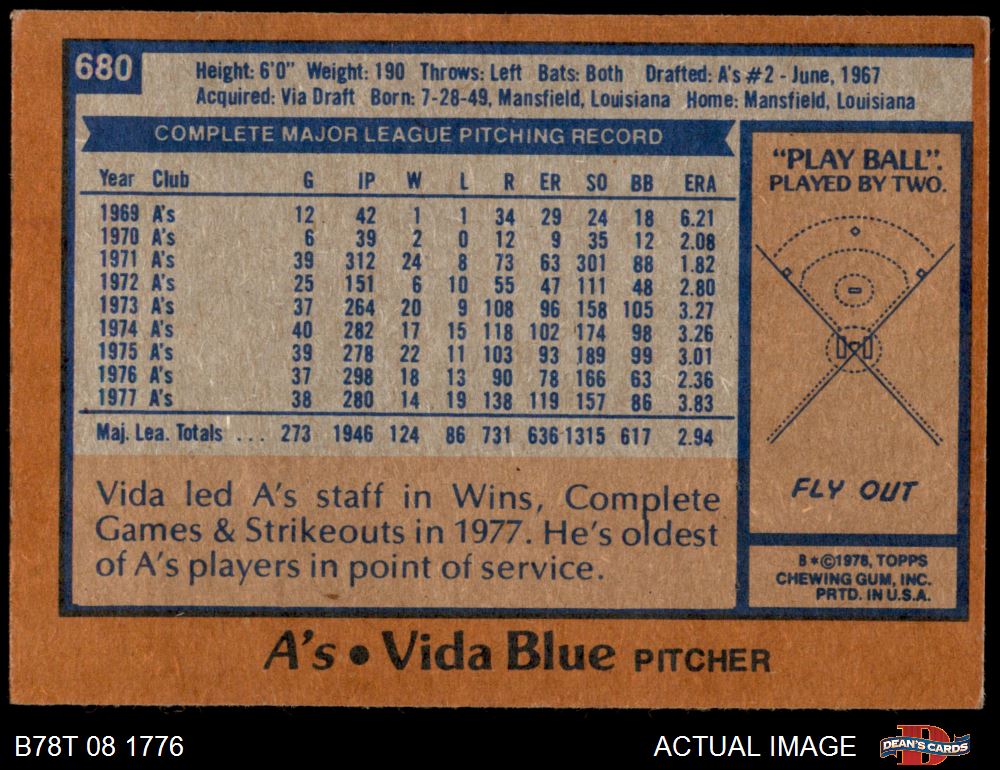 680
Height: 6'0" Weight: 190 Throws: Left Bats: Both Drafted: A's #2 - June, 1967
Acquired: Via Draft Born: 7-28-49, Mansfield, Louisiana Home: Mansfield, Louisiana
COMPLETE MAJOR LEAGUE PITCHING RECORD
Year Club G IP W L R ER SO BB ERA
1969 A's 12 42 1 1 34 29 24 18 6.21
1970 A's 6 39 2 0 12 9 35 12 2.08
1971 A's 39 312 24 8 73 63 301 88 1.82
1972 A's 25 151 6 10 55 47 111 48 2.80
1973 A's 37 264 20 9 108 96 158 105 3.27
1974 A's 40 282 17 15 118 102 174 98 3.26
1975 A's 39 278 22 11 103 93 189 99 3.01
1976 A's 37 298 18 13 90 78 166 63 2.36
1977 A's 38 280 14 19 138 119 157 86 3.83
Maj. Lea. Totals ... 273 1946 124 86 731 636 1315 617 2.94
Vida led A's staff in Wins, Complete
Games & Strikeouts in 1977. He's oldest
of A's players in point of service.
"PLAY BALL".
PLAYED BY TWO.
FLY OUT
B*©1978, TOPPS
CHEWING GUM, INC.
PRTD. IN U.S.A.
A's • Vida Blue PITCHER
B78T 08 1776
ACTUAL IMAGE
DEAN'S CARDS